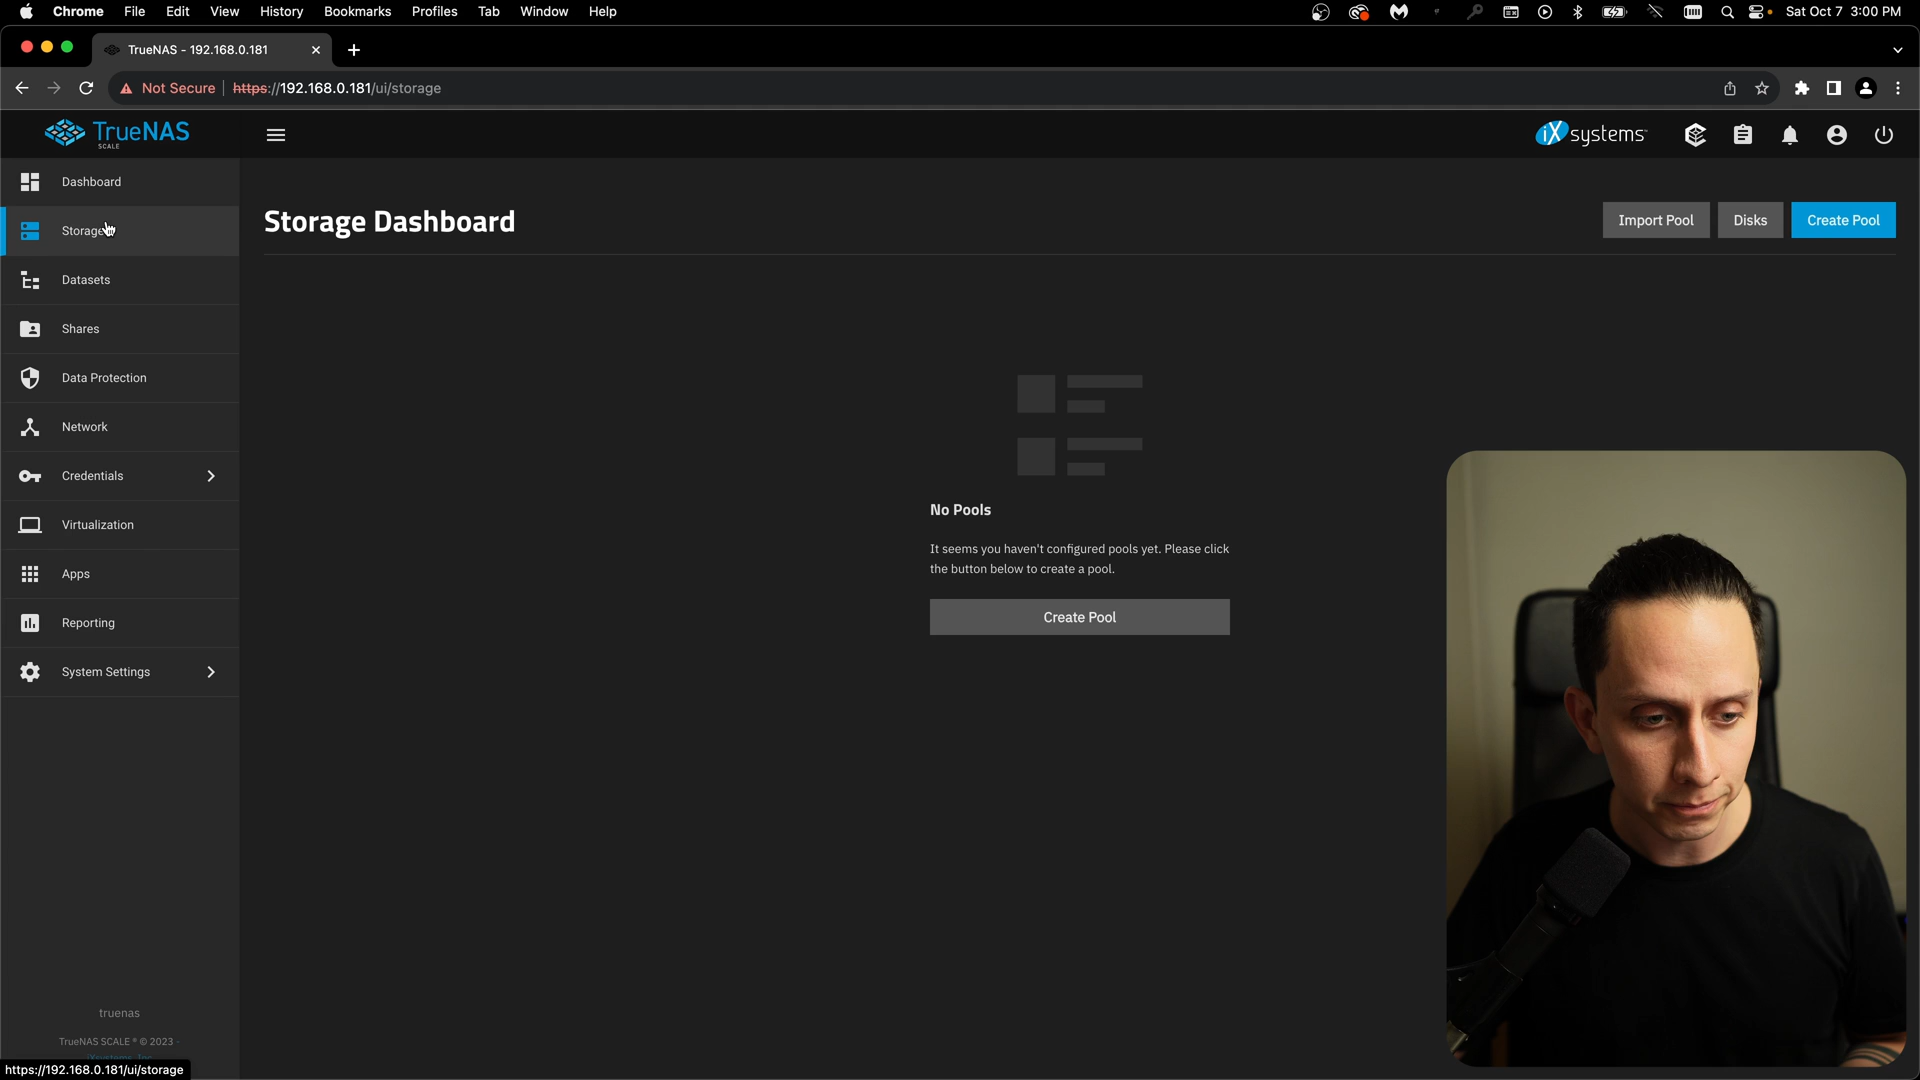 Chrome File Edit View History Bookmarks Profiles Tab Window Help Sat Oct 7 3:00 PM
TrueNAS - 192.168.0.181
Not Secure https://192.168.0.181/ui/storage
TrueNAS
SCALE
iXsystems
Dashboard
Storage
Datasets
Shares
Data Protection
Network
Credentials
Virtualization
Apps
Reporting
System Settings
truenas
TrueNAS SCALE ® © 2023 -
iXsystems, Inc
https://192.168.0.181/ui/storage
Storage Dashboard
Import Pool Disks Create Pool
No Pools
It seems you haven't configured pools yet. Please click
the button below to create a pool.
Create Pool